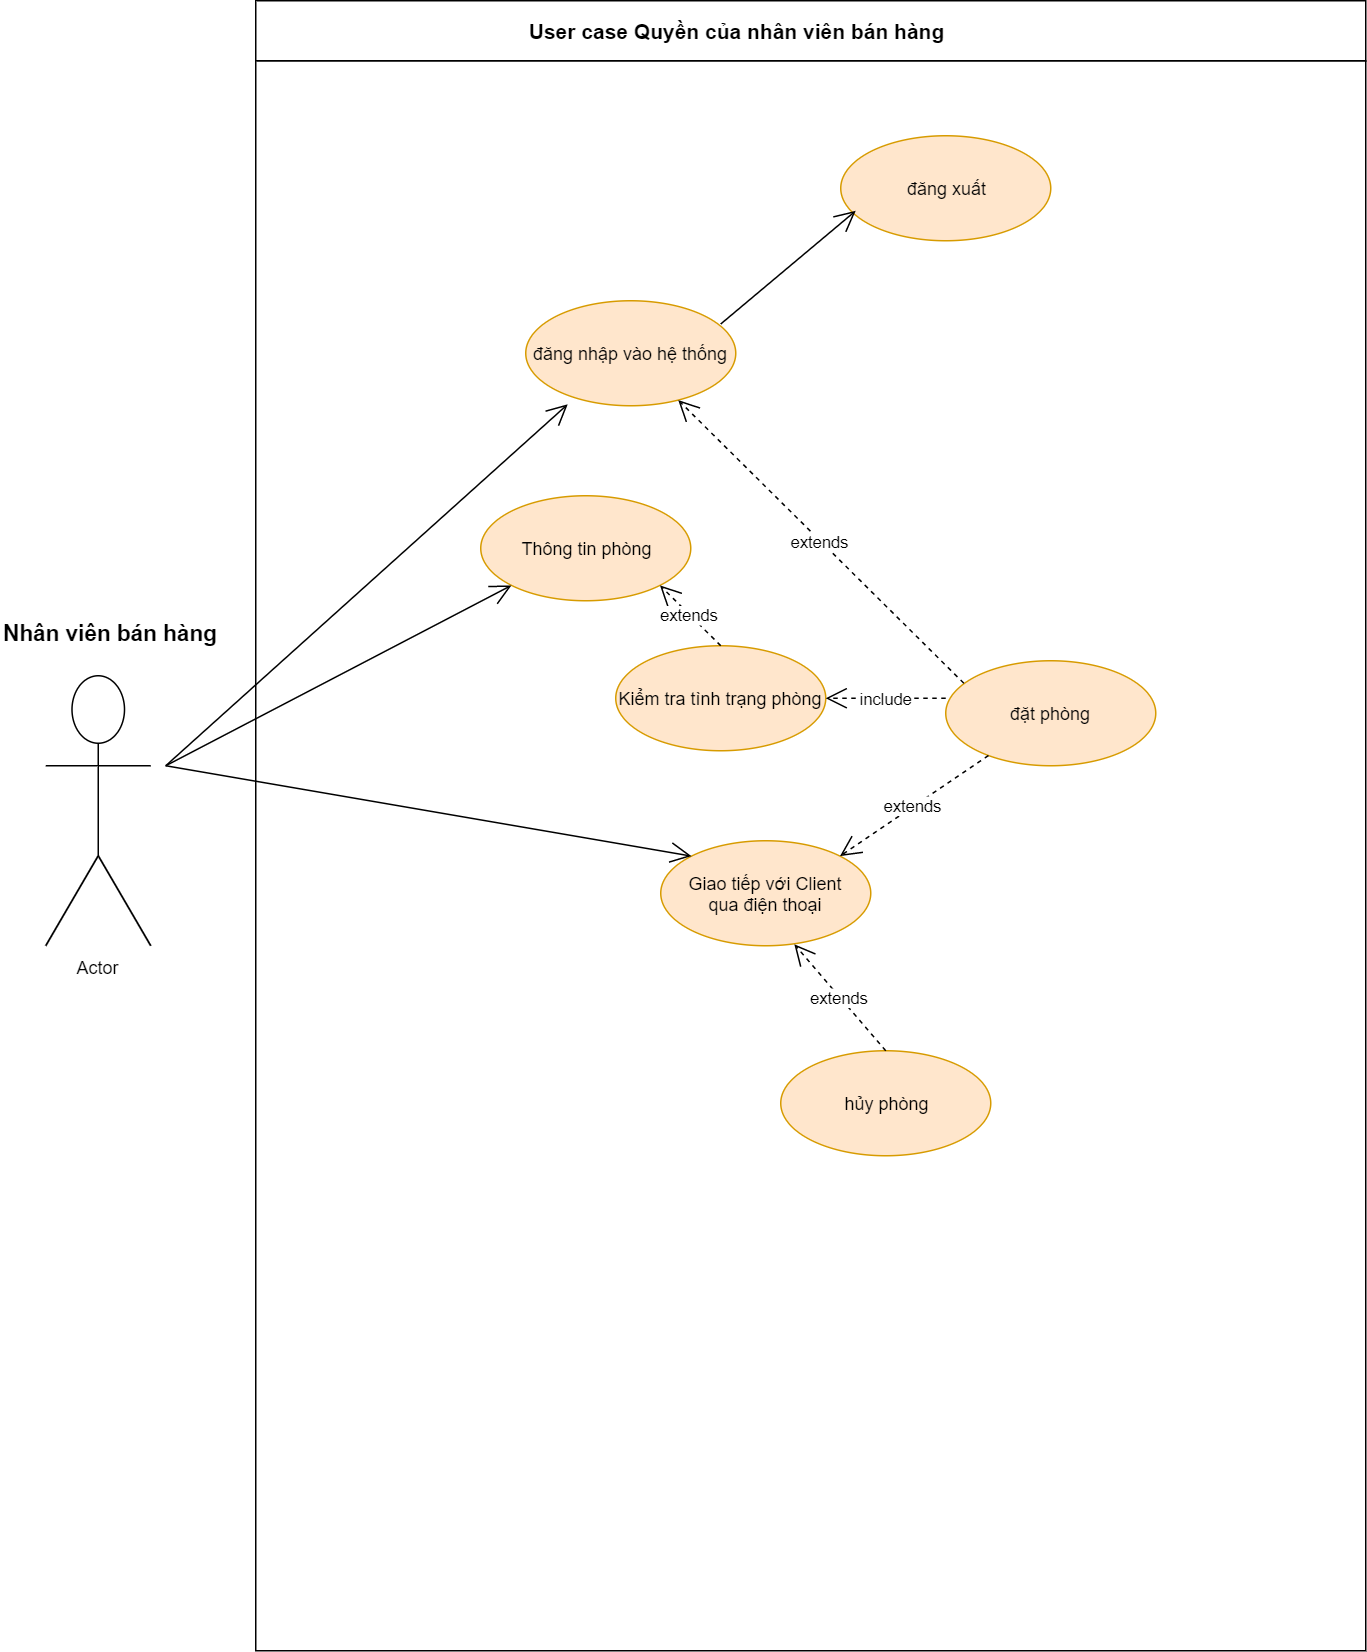 User case Quyền của nhân viên bán hàng
đăng xuất
đăng nhập vào hệ thống
extends
Thông tin phòng
extends
Nhân viên bán hàng
Kiểm tra tình trạng phòng
include
đặt phòng
extends
Giao tiếp với Client
qua điện thoại
Actor
extends
hủy phòng